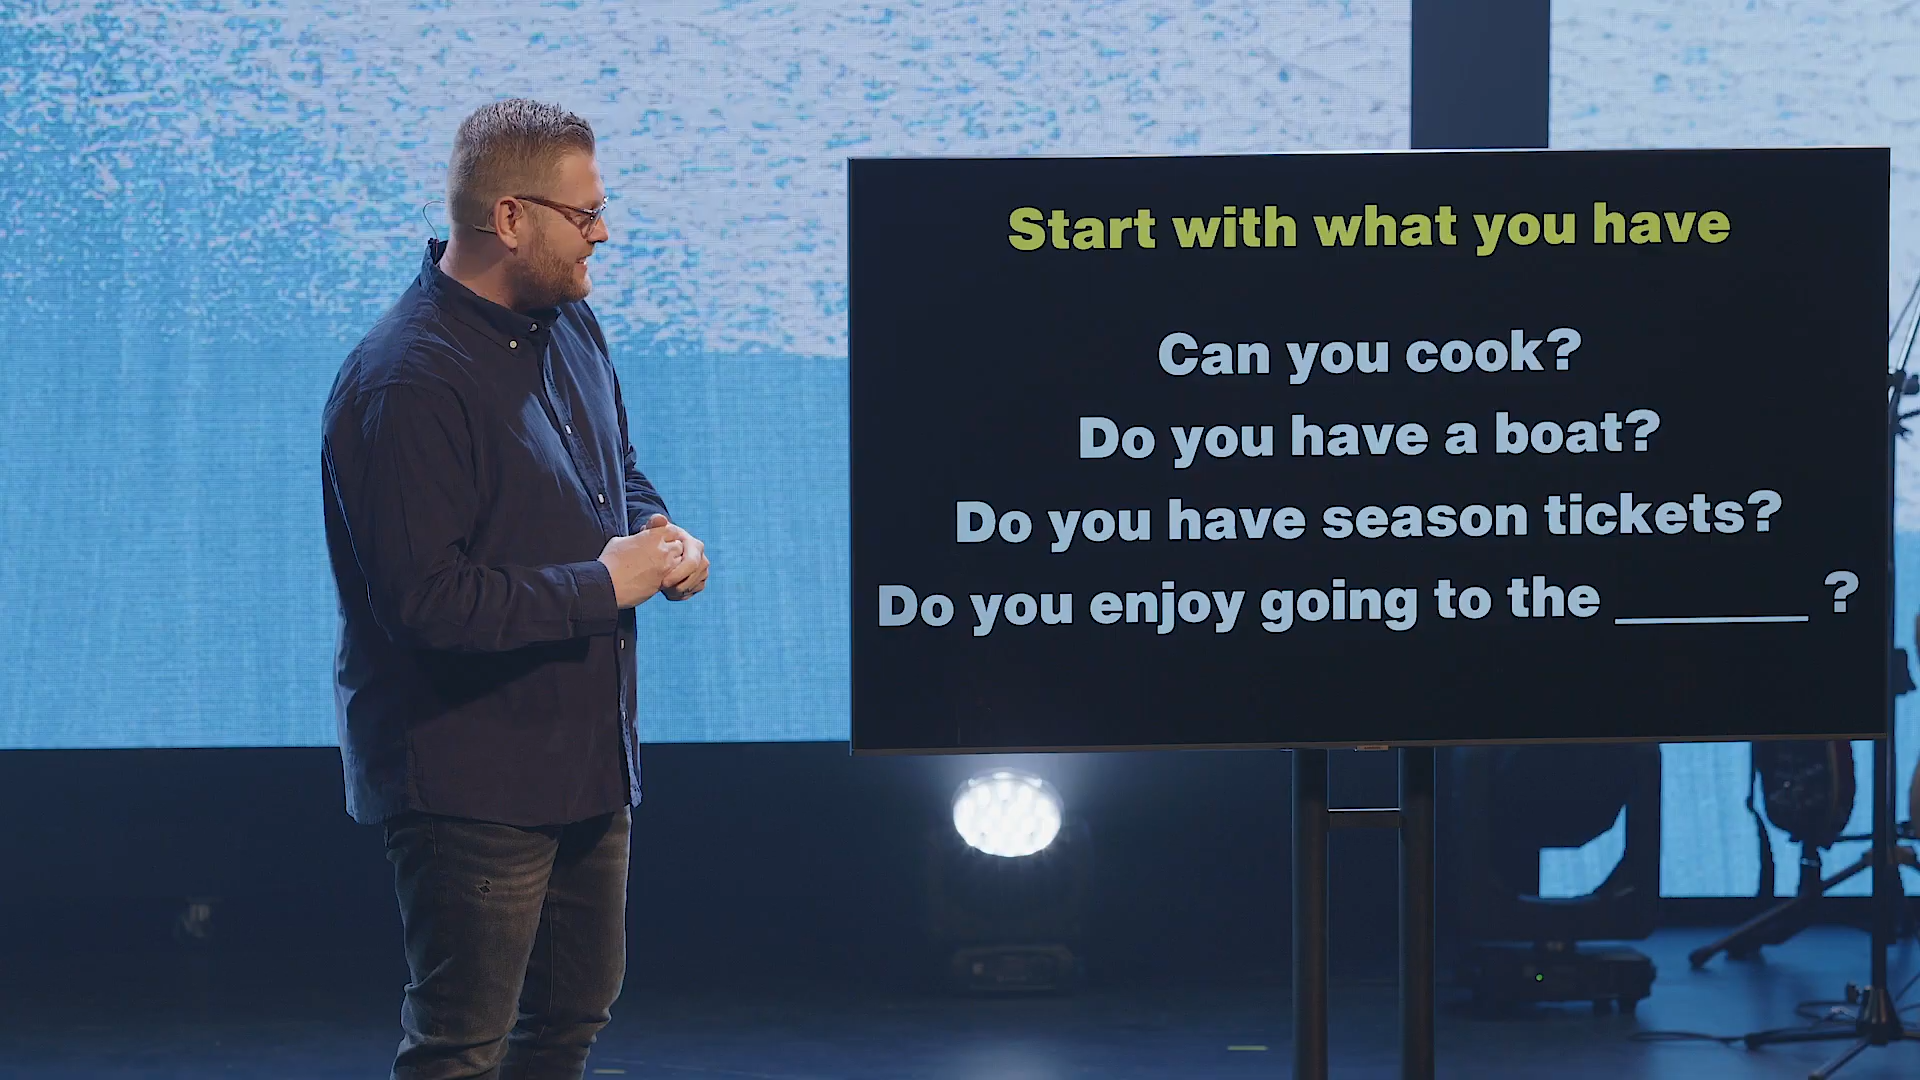 Start with what you have
Can you cook?
Do you have a boat?
Do you have season tickets?
Do you enjoy going to the ______ ?